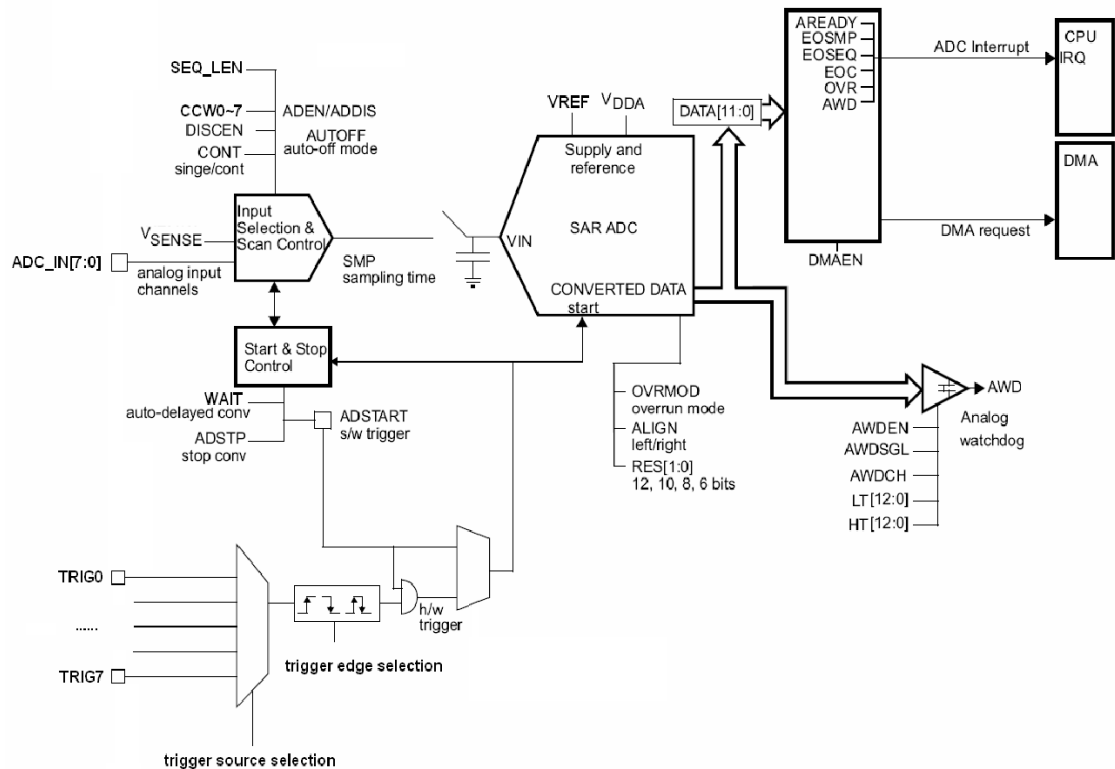 SEQ_LEN
CCW0~7
DISCEN
CONT
singe/cont
ADEN/ADDIS
AUTOFF
auto-off mode
VSENSE
ADC_IN[7:0]
analog input
channels
Input
Selection &
Scan Control
SMP
sampling time
VREF
VDDA
Supply and
reference
SAR ADC
VIN
CONVERTED DATA
start
DATA[11:0]
AREADY
EOSMP
EOSEQ
EOC
OVR
AWD
DMAEN
ADC Interrupt
CPU
IRQ
DMA
DMA request
Start & Stop
Control
WAIT
auto-delayed conv
ADSTP
stop conv
ADSTART
s/w trigger
OVRMOD
overrun mode
ALIGN
left/right
RES[1:0]
12, 10, 8, 6 bits
AWD
Analog
watchdog
AWDEN
AWDSGL
AWDCH
LT[12:0]
HT[12:0]
TRIG0
......
TRIG7
h/w
trigger
trigger edge selection
trigger source selection